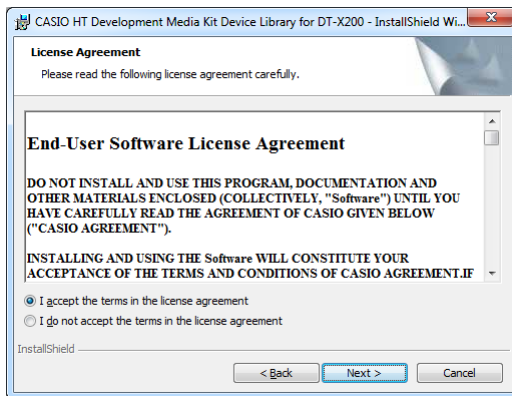 CASIO HT Development Media Kit Device Library for DT-X200 - InstallShield Wi...
License Agreement
Please read the following license agreement carefully.
End-User Software License Agreement
DO NOT INSTALL AND USE THIS PROGRAM, DOCUMENTATION AND
OTHER MATERIALS ENCLOSED (COLLECTIVELY, "Software") UNTIL YOU
HAVE CAREFULLY READ THE AGREEMENT OF CASIO GIVEN BELOW
("CASIO AGREEMENT").
INSTALLING AND USING THE Software WILL CONSTITUTE YOUR
ACCEPTANCE OF THE TERMS AND CONDITIONS OF CASIO AGREEMENT.IF
I accept the terms in the license agreement
I do not accept the terms in the license agreement
InstallShield
< Back
Next >
Cancel